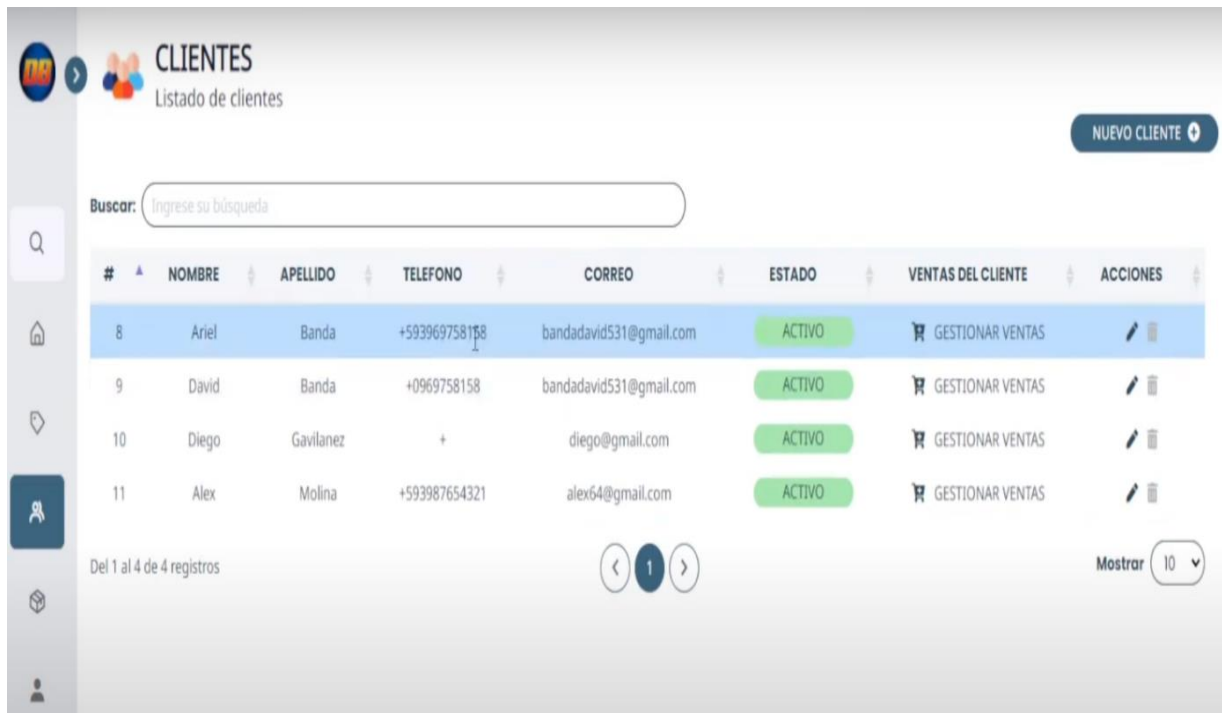 DB
CLIENTES
Listado de clientes
NUEVO CLIENTE
Buscar: Ingrese su búsqueda
# NOMBRE APELLIDO TELEFONO CORREO ESTADO VENTAS DEL CLIENTE ACCIONES
8 Ariel Banda +593969758158 bandadavid531@gmail.com ACTIVO GESTIONAR VENTAS
9 David Banda +0969758158 bandadavid531@gmail.com ACTIVO GESTIONAR VENTAS
10 Diego Gavilanez + diego@gmail.com ACTIVO GESTIONAR VENTAS
11 Alex Molina +593987654321 alex64@gmail.com ACTIVO GESTIONAR VENTAS
Del 1 al 4 de 4 registros 1 Mostrar 10